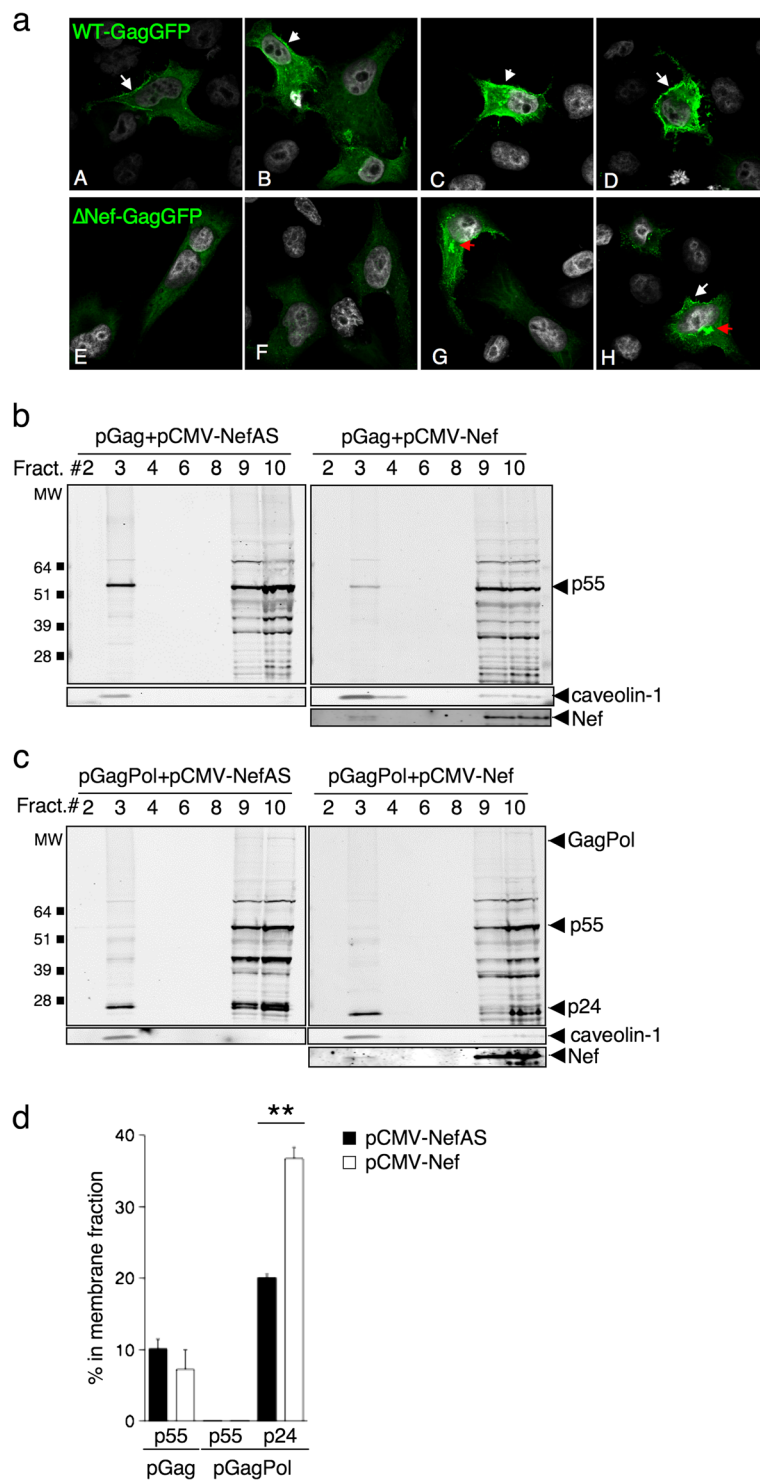 a
WT-GagGFP
A B C D
ΔNef-GagGFP
E F G H
b
pGag+pCMV-NefAS pGag+pCMV-Nef
Fract. #2 3 4 6 8 9 10 2 3 4 6 8 9 10
MW
64
51
39
28
p55
caveolin-1
Nef
c
pGagPol+pCMV-NefAS pGagPol+pCMV-Nef
Fract.#2 3 4 6 8 9 10 2 3 4 6 8 9 10
MW
GagPol
64
p55
51
39
28
p24
caveolin-1
Nef
d
**
pCMV-NefAS
pCMV-Nef
% in membrane fraction
40
30
20
10
0
p55 p55 p24
pGag pGagPol